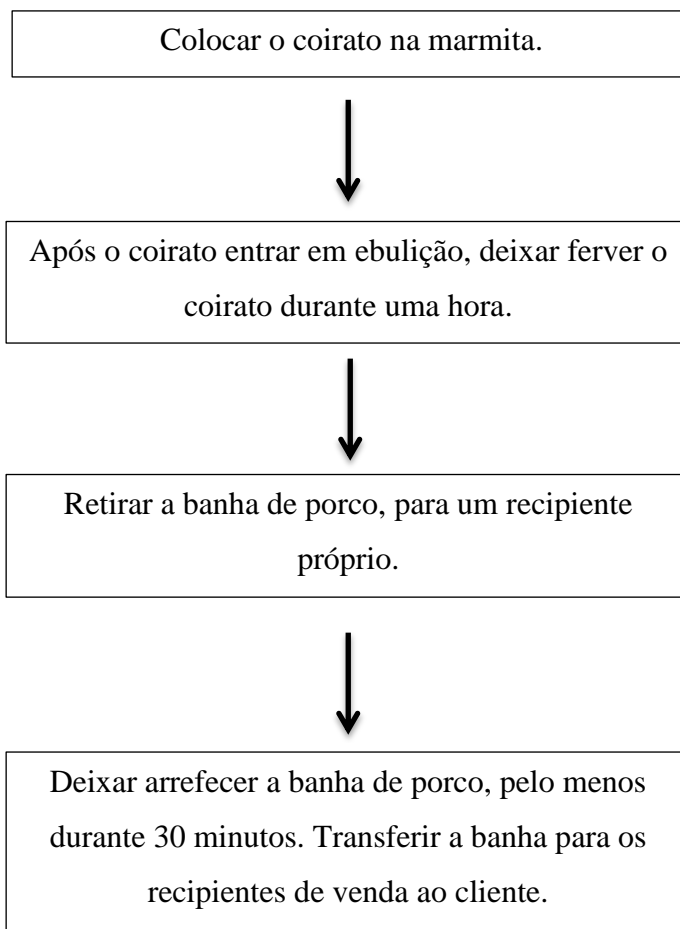 Colocar o coirato na marmita.
Após o coirato entrar em ebulição, deixar ferver o
coirato durante uma hora.
Retirar a banha de porco, para um recipiente
próprio.
Deixar arrefecer a banha de porco, pelo menos
durante 30 minutos. Transferir a banha para os
recipientes de venda ao cliente.